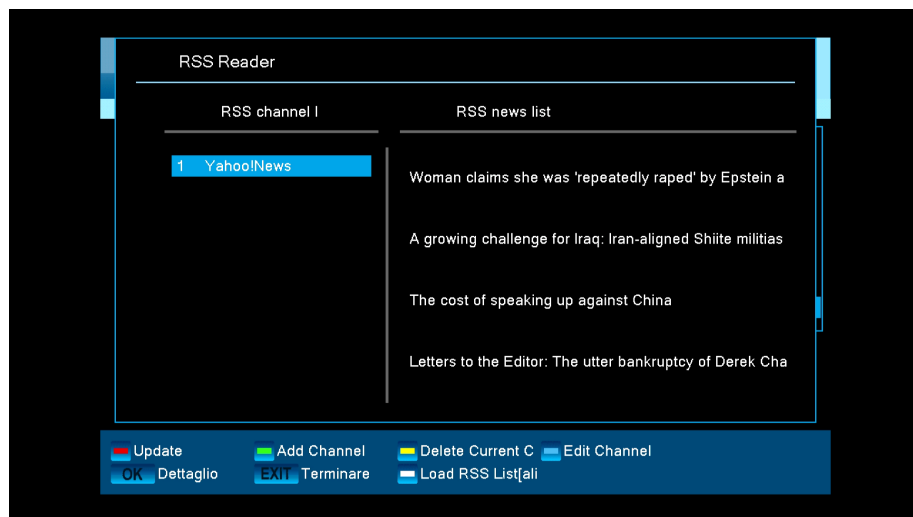 RSS Reader
RSS channel l
RSS news list
1 Yahoo!News
Woman claims she was 'repeatedly raped' by Epstein a
A growing challenge for Iraq: Iran-aligned Shiite militias
The cost of speaking up against China
Letters to the Editor: The utter bankruptcy of Derek Cha
Update Add Channel Delete Current C Edit Channel
OK Dettaglio EXIT Terminare Load RSS List[ali